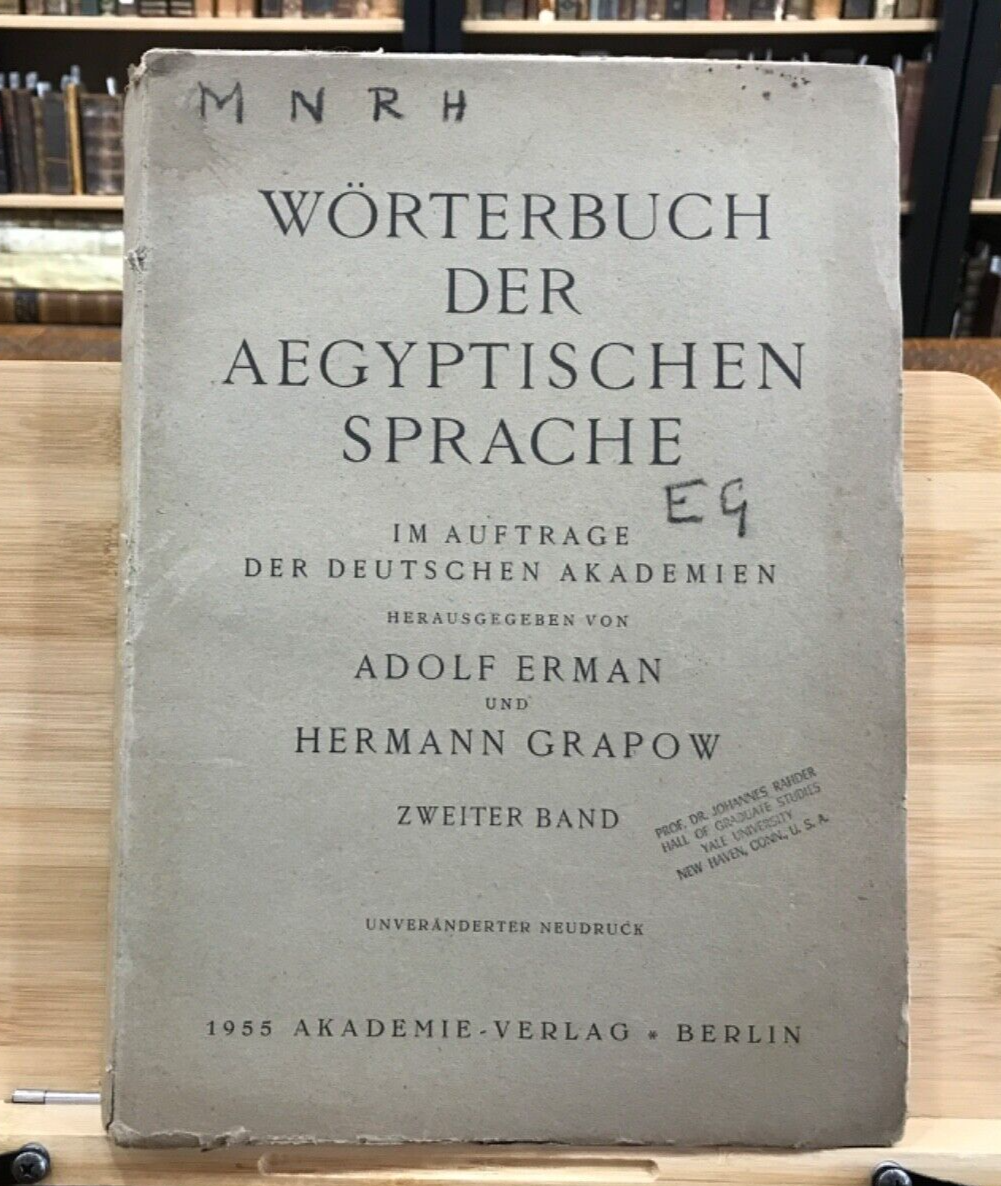 M N R H
WÖRTERBUCH
DER
AEGYPTISCHEN
SPRACHE
EG
IM AUFTRAGE
DER DEUTSCHEN AKADEMIEN
HERAUSGEGEBEN VON
ADOLF ERMAN
UND
HERMANN GRAPOW
ZWEITER BAND
PROF. DR. JOHANNES RAHDER
HALL OF GRADUATE STUDIES
YALE UNIVERSITY
NEW HAVEN, CONN., U. S. A.
UNVERÄNDERTER NEUDRUCK
1955 AKADEMIE-VERLAG * BERLIN